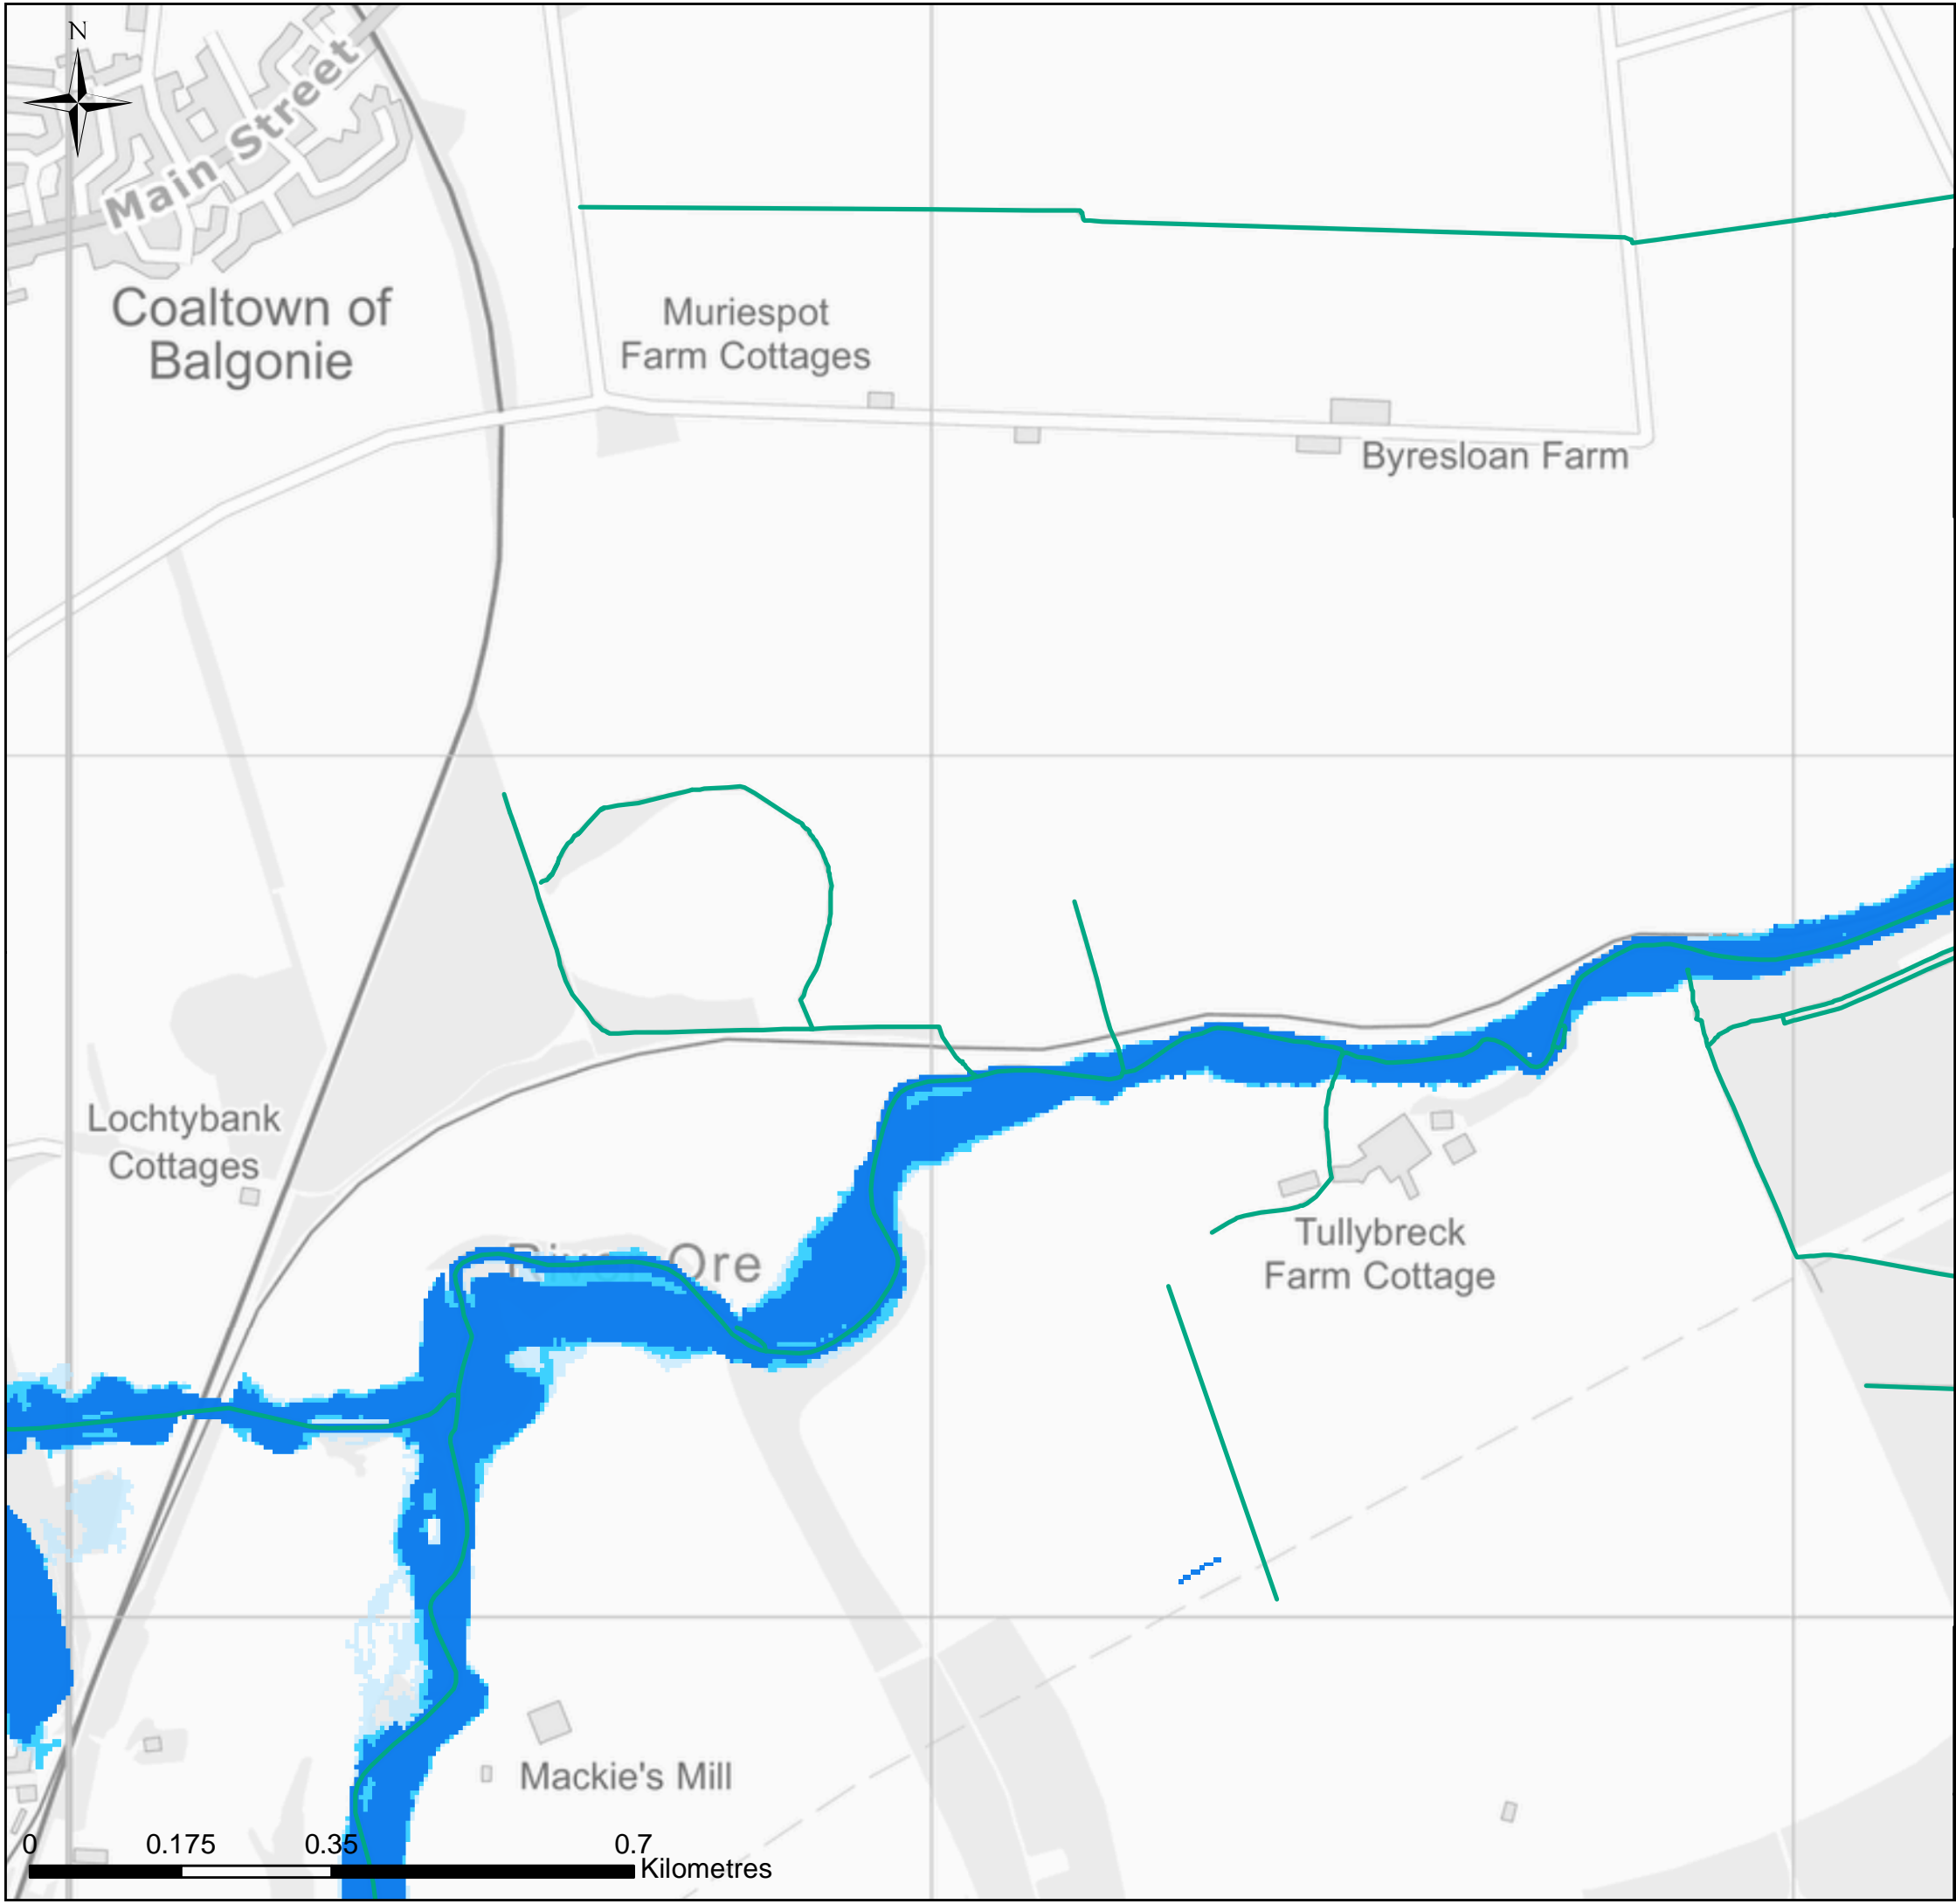 N
Main Street
Coaltown of
Balgonie
Muriespot
Farm Cottages
Byresloan Farm
Lochtybank
Cottages
River Ore
Tullybreck
Farm Cottage
Mackie's Mill
0 0.175 0.35 0.7
Kilometres